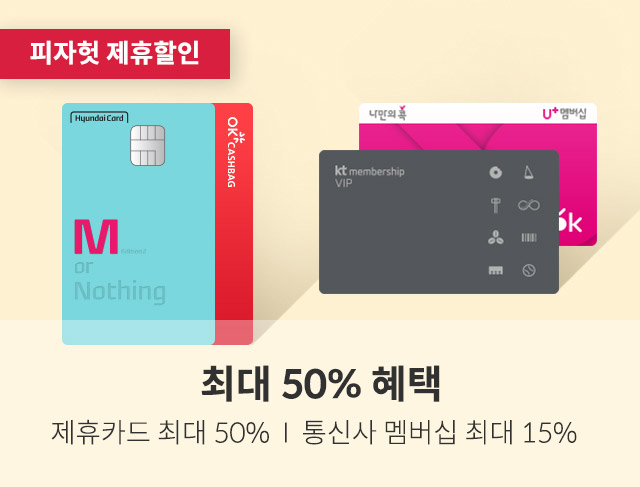 피자헛 제휴할인
Hyundai Card
OK CASHBAG
M
or
Nothing
나만의 콕
U+ 멤버십
kt membership
VIP
최대 50% 혜택
제휴카드 최대 50% I 통신사 멤버십 최대 15%